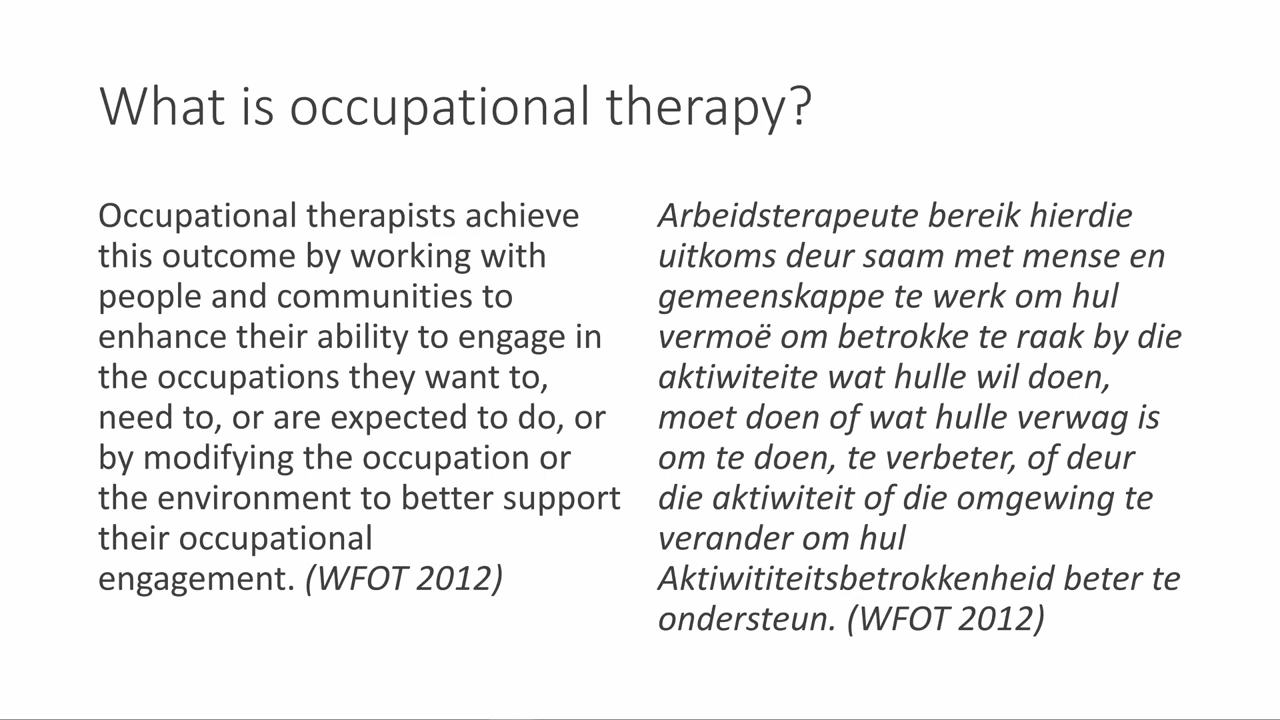 What is occupational therapy?
Occupational therapists achieve
this outcome by working with
people and communities to
enhance their ability to engage in
the occupations they want to,
need to, or are expected to do, or
by modifying the occupation or
the environment to better support
their occupational
engagement. (WFOT 2012)
Arbeidsterapeute bereik hierdie
uitkoms deur saam met mense en
gemeenskappe te werk om hul
vermoë om betrokke te raak by die
aktiwiteite wat hulle wil doen,
moet doen of wat hulle verwag is
om te doen, te verbeter, of deur
die aktiwiteit of die omgewing te
verander om hul
Aktiwititeitsbetrokkenheid beter te
ondersteun. (WFOT 2012)